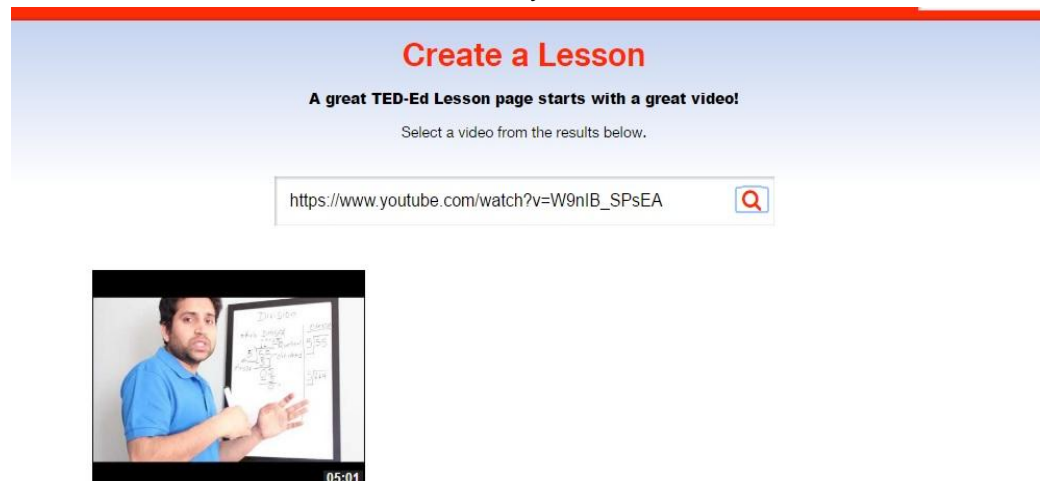 Create a Lesson
A great TED-Ed Lesson page starts with a great video!
Select a video from the results below.
https://www.youtube.com/watch?v=W9nIB_SPsEA
Division
05:01